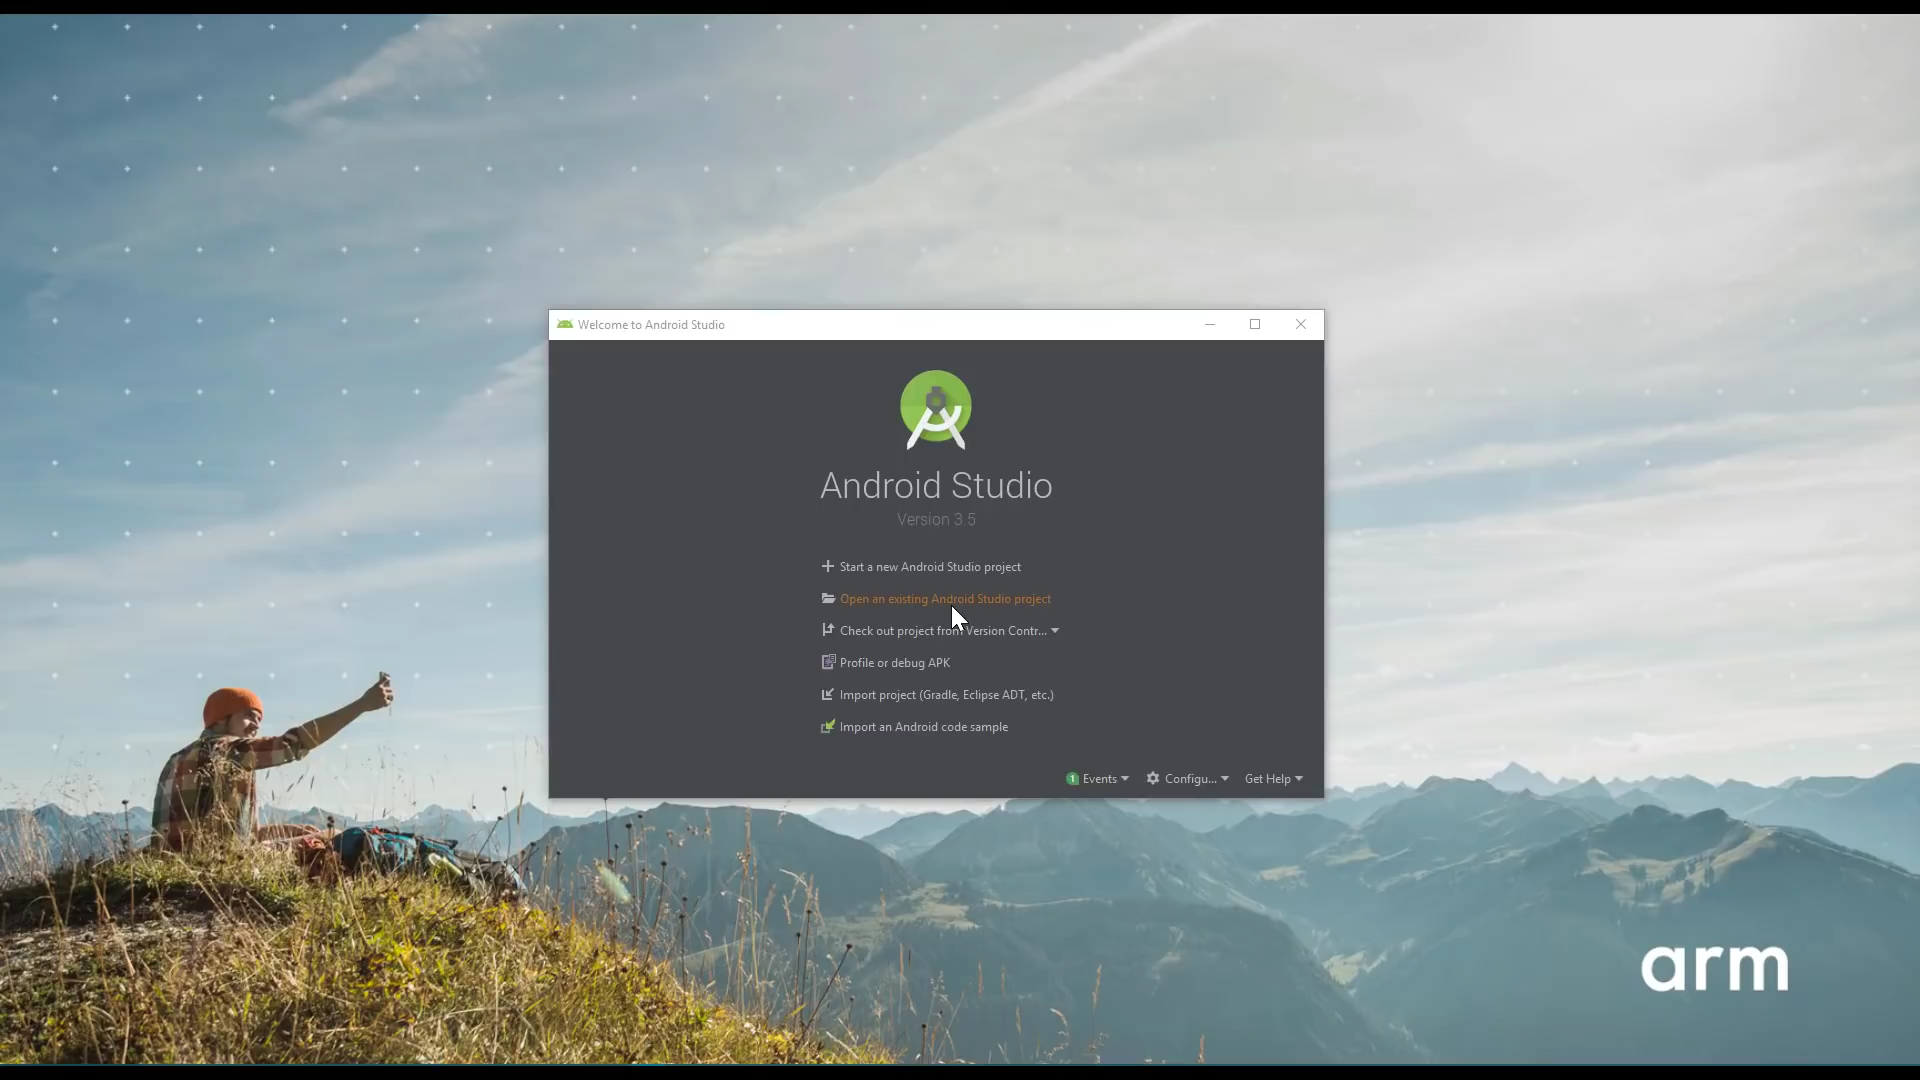 Welcome to Android Studio
Android Studio
Version 3.5
Start a new Android Studio project
Open an existing Android Studio project
Check out project from Version Contr...
Profile or debug APK
Import project (Gradle, Eclipse ADT, etc.)
Import an Android code sample
1 Events
Configu...
Get Help
arm